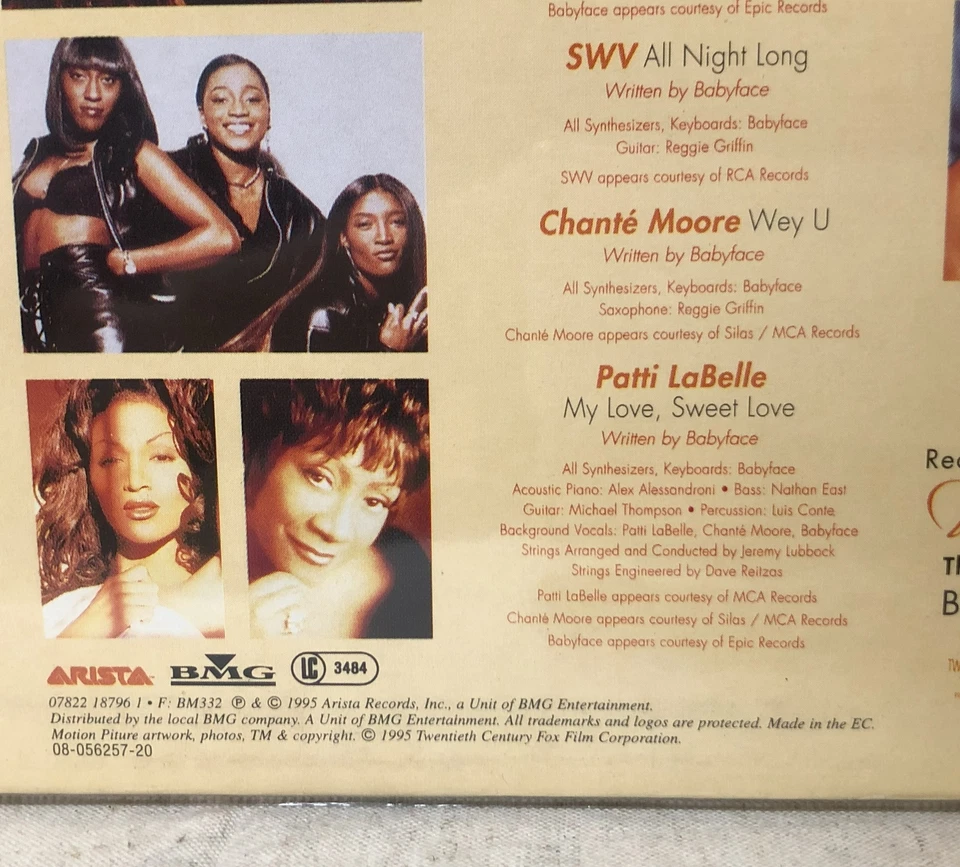 Babyface appears courtesy of Epic Records
SWV All Night Long
Written by Babyface
All Synthesizers, Keyboards: Babyface
Guitar: Reggie Griffin
SWV appears courtesy of RCA Records
Chanté Moore Wey U
Written by Babyface
All Synthesizers, Keyboards: Babyface
Saxophone: Reggie Griffin
Chanté Moore appears courtesy of Silas / MCA Records
Patti LaBelle
My Love, Sweet Love
Written by Babyface
All Synthesizers, Keyboards: Babyface
Acoustic Piano: Alex Alessandroni • Bass: Nathan East
Guitar: Michael Thompson • Percussion: Luis Conte
Background Vocals: Patti LaBelle, Chanté Moore, Babyface
Strings Arranged and Conducted by Jeremy Lubbock
Strings Engineered by Dave Reitzas
Patti LaBelle appears courtesy of MCA Records
Chanté Moore appears courtesy of Silas / MCA Records
Babyface appears courtesy of Epic Records
ARISTA BMG LC 3484
07822 18796 1 • F: BM332 ℗ & © 1995 Arista Records, Inc., a Unit of BMG Entertainment.
Distributed by the local BMG company. A Unit of BMG Entertainment. All trademarks and logos are protected. Made in the EC.
Motion Piture artwork, photos, TM & copyright. © 1995 Twentieth Century Fox Film Corporation.
08-056257-20